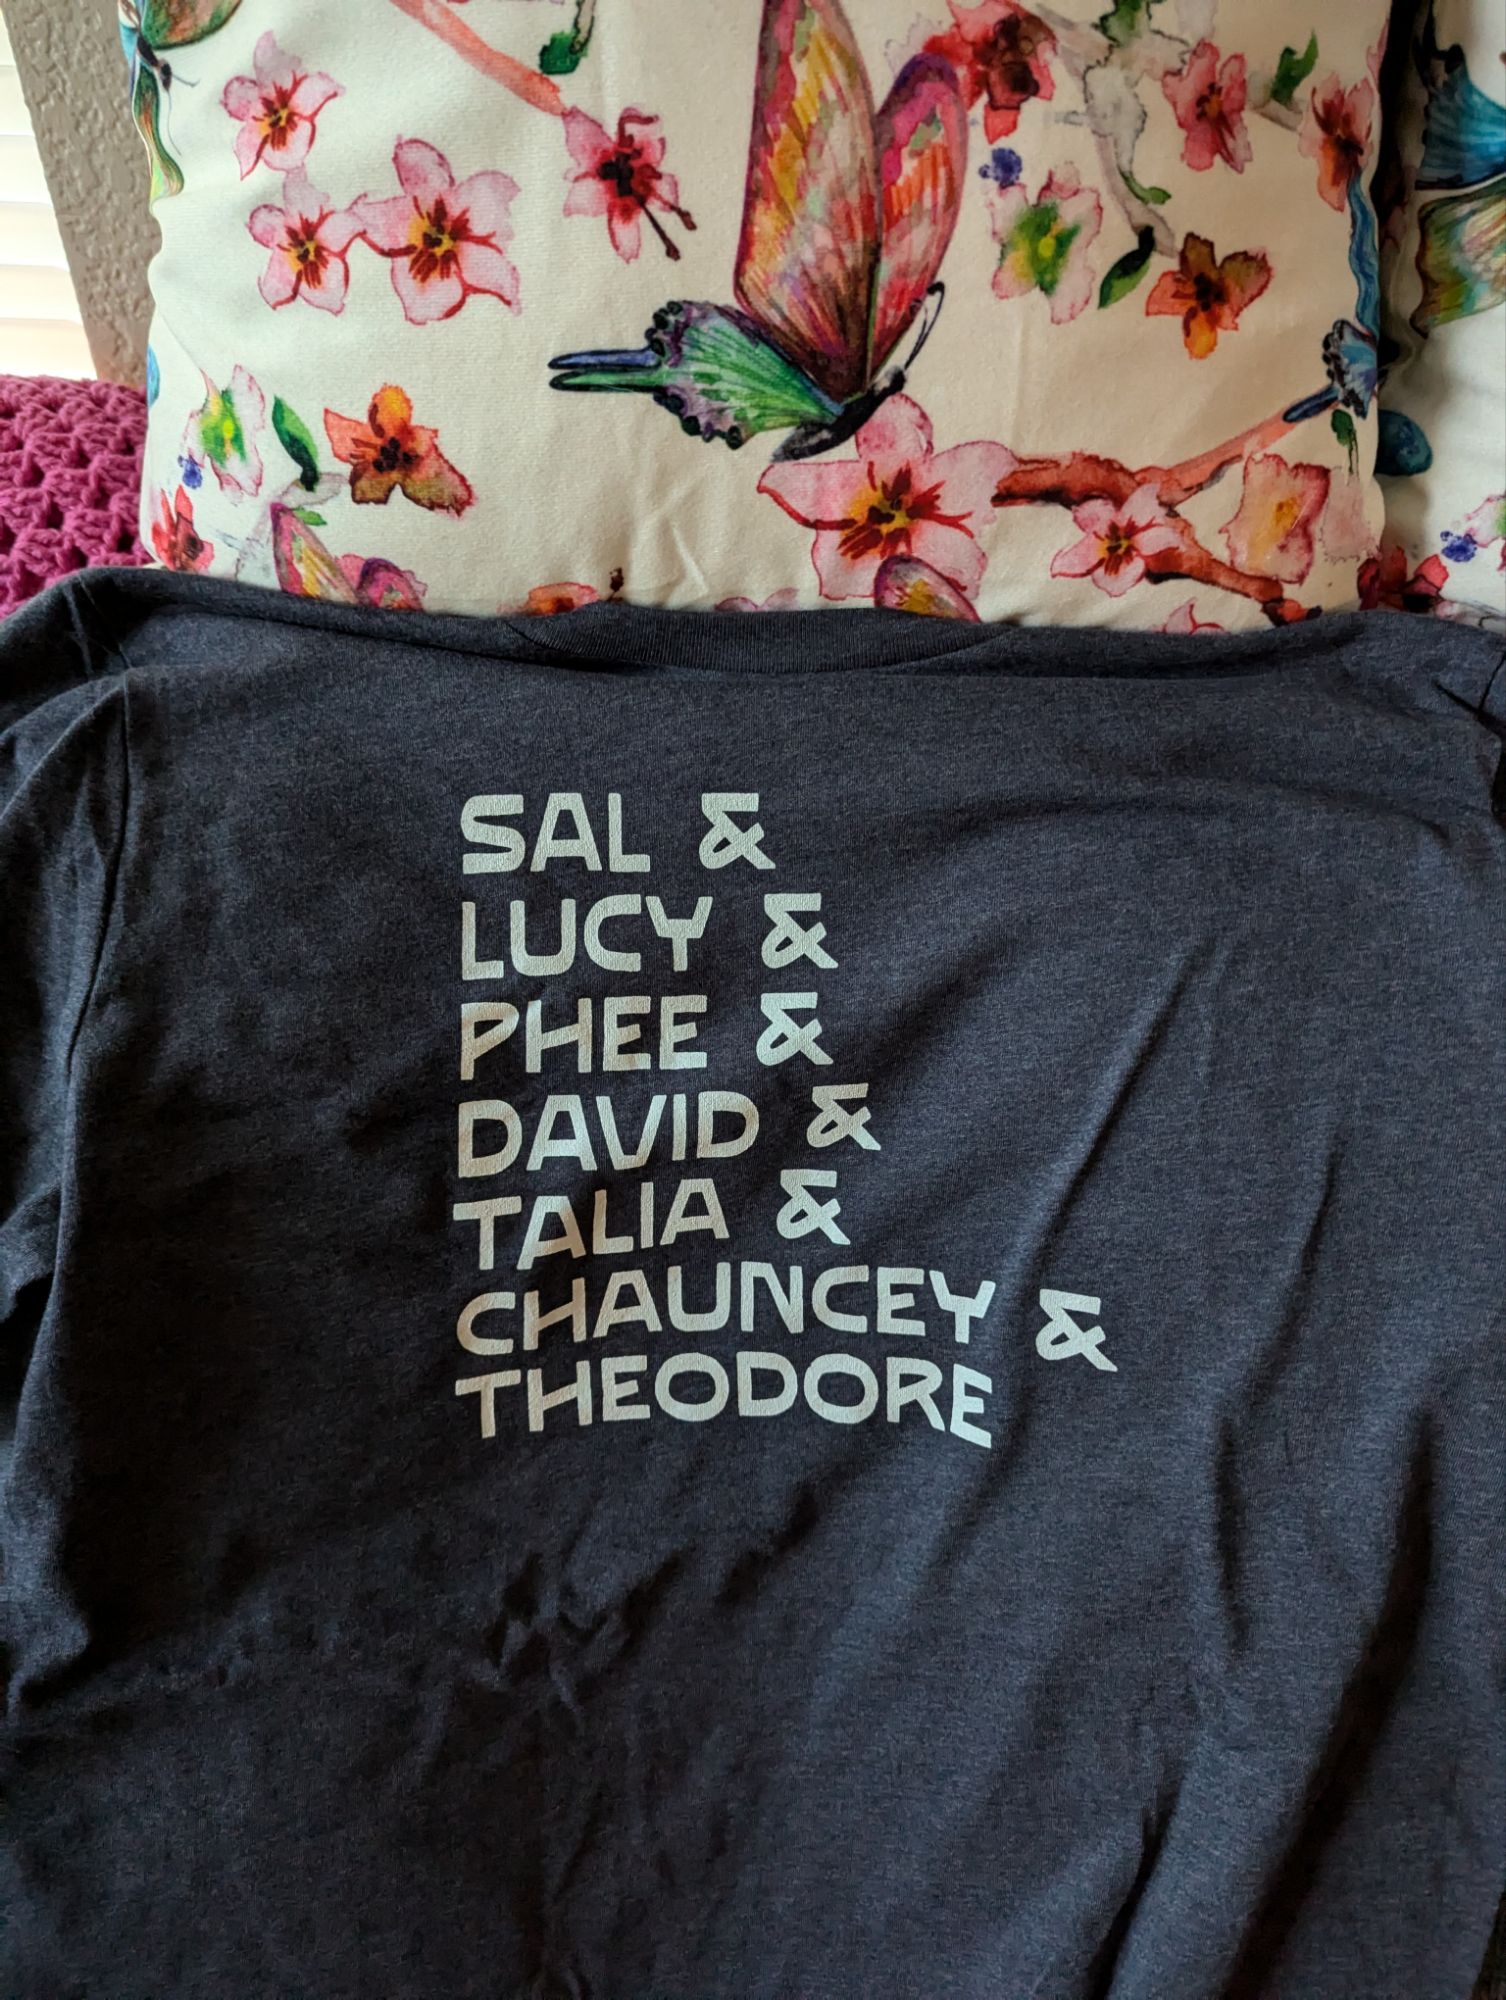 SAL &
LUCY &
PHEE &
DAVID &
TALIA &
CHAUNCEY &
THEODORE